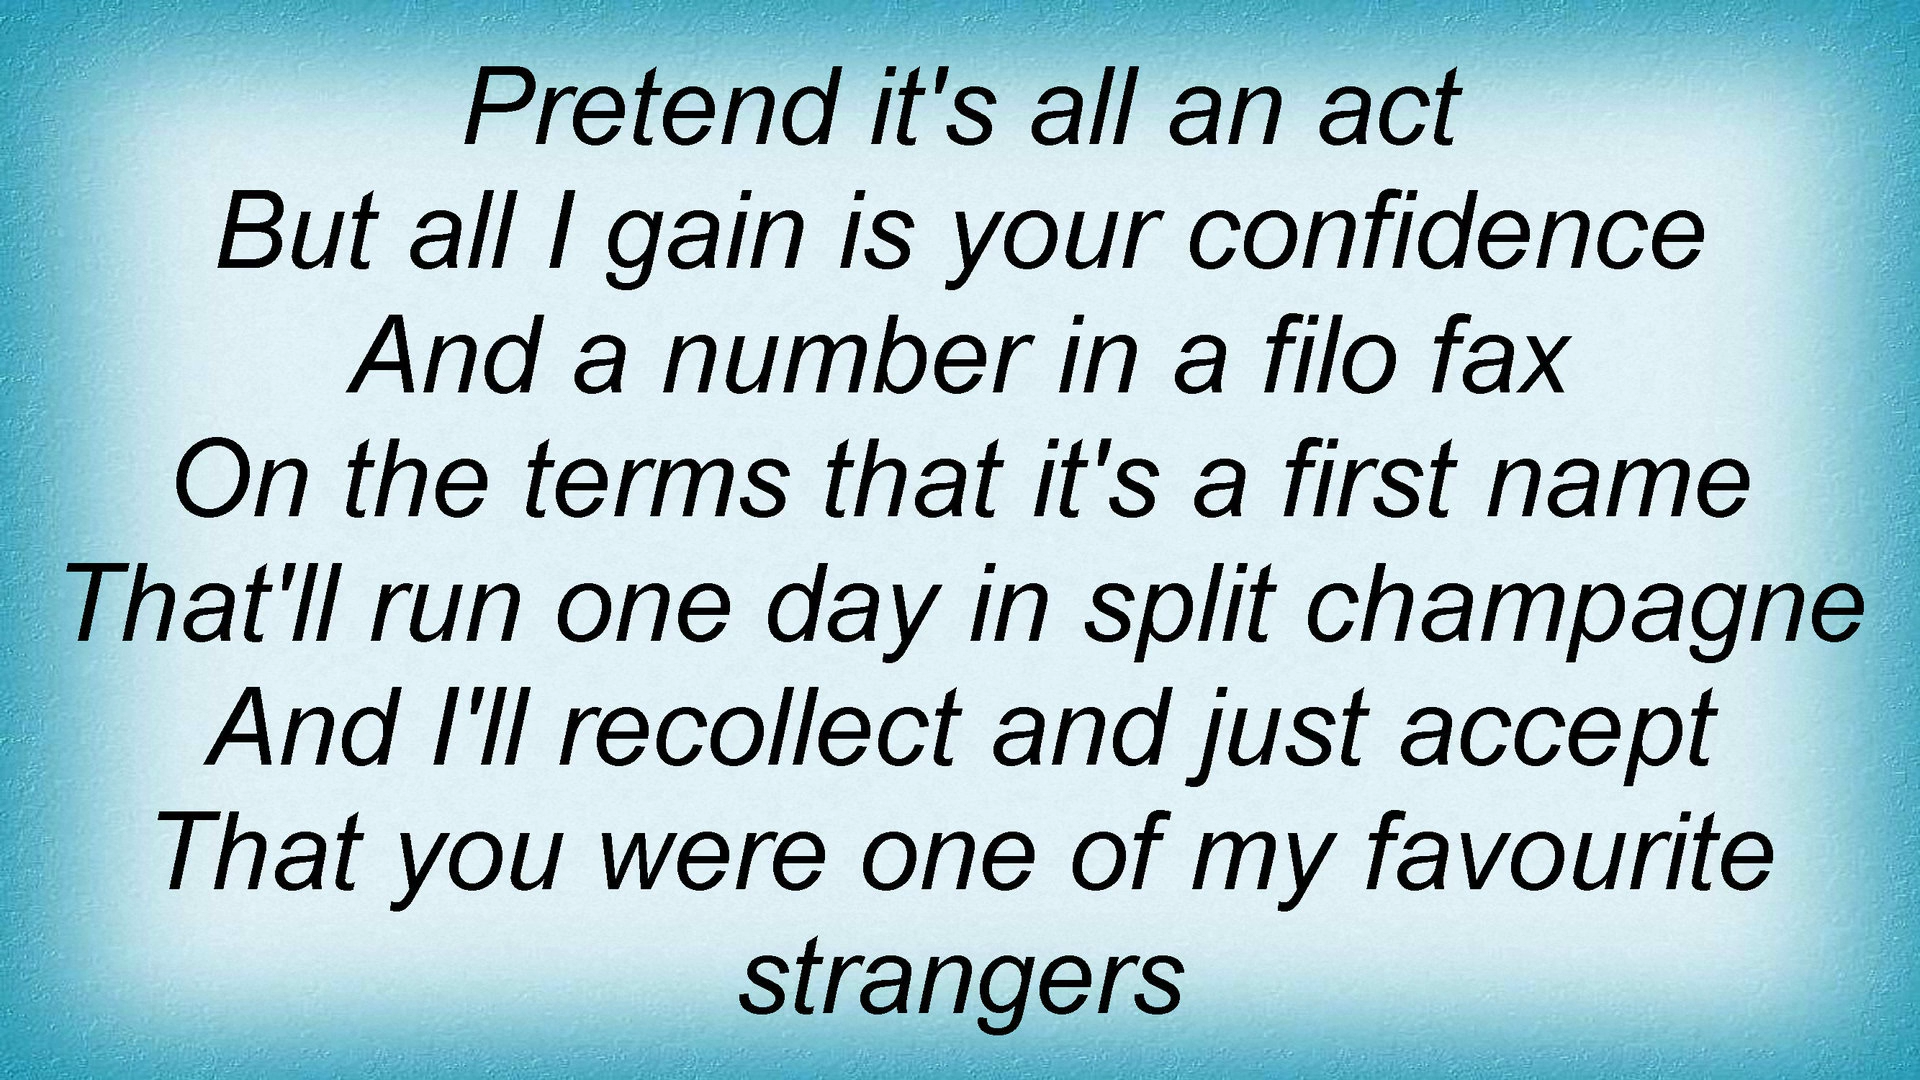 Pretend it's all an act
But all I gain is your confidence
And a number in a filo fax
On the terms that it's a first name
That'll run one day in split champagne
And I'll recollect and just accept
That you were one of my favourite
strangers